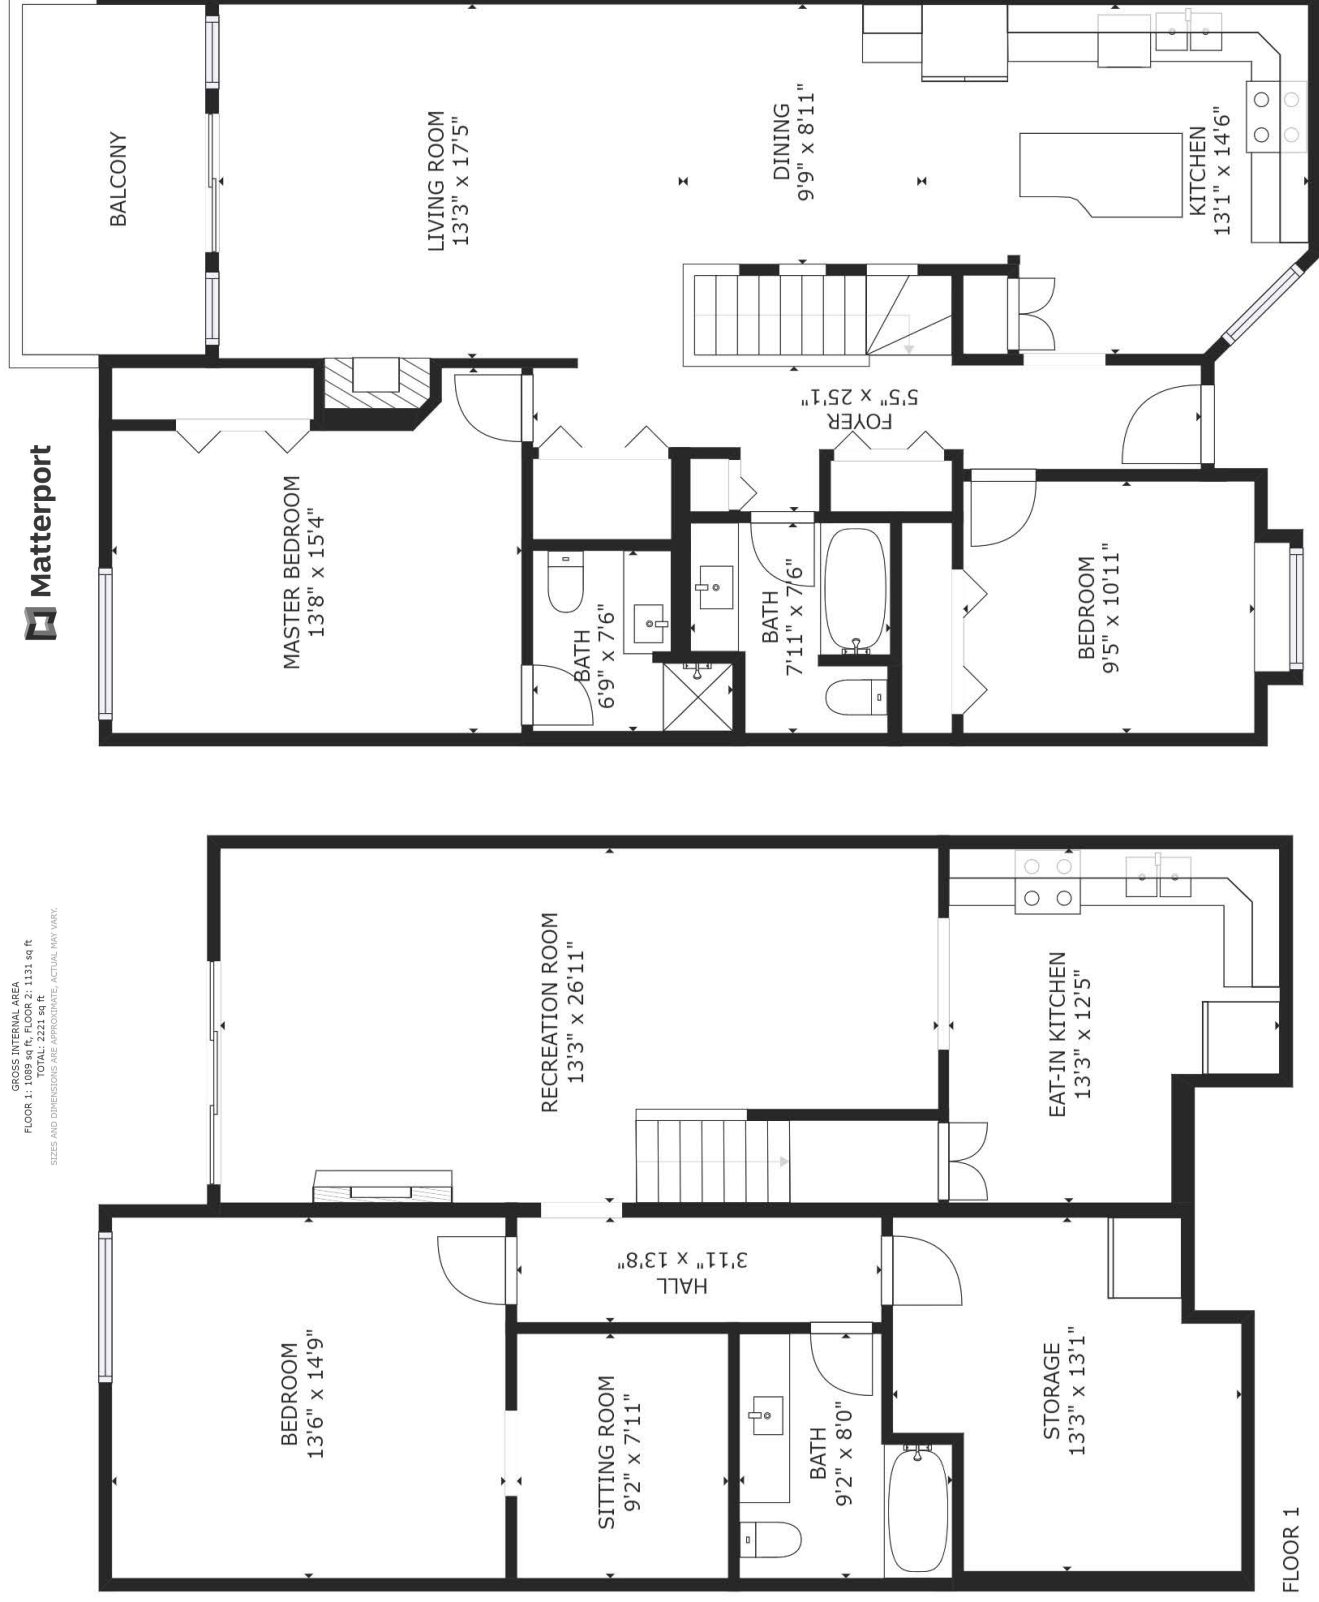 BALCONY
LIVING ROOM
13'3" x 17'5"
DINING
9'9" x 8'11"
KITCHEN
13'1" x 14'6"
FOYER
5'5" x 25'1"
MASTER BEDROOM
13'8" x 15'4"
BATH
6'9" x 7'6"
BATH
7'11" x 7'6"
BEDROOM
9'5" x 10'11"
Matterport
RECREATION ROOM
13'3" x 26'11"
EAT-IN KITCHEN
13'3" x 12'5"
HALL
3'11" x 13'8"
BEDROOM
13'6" x 14'9"
SITTING ROOM
9'2" x 7'11"
BATH
9'2" x 8'0"
STORAGE
13'3" x 13'1"
FLOOR 1
GROSS INTERNAL AREA
FLOOR 1: 1089 sq ft, FLOOR 2: 1131 sq ft
TOTAL: 2221 sq ft
SIZES AND DIMENSIONS ARE APPROXIMATE, ACTUAL MAY VARY.